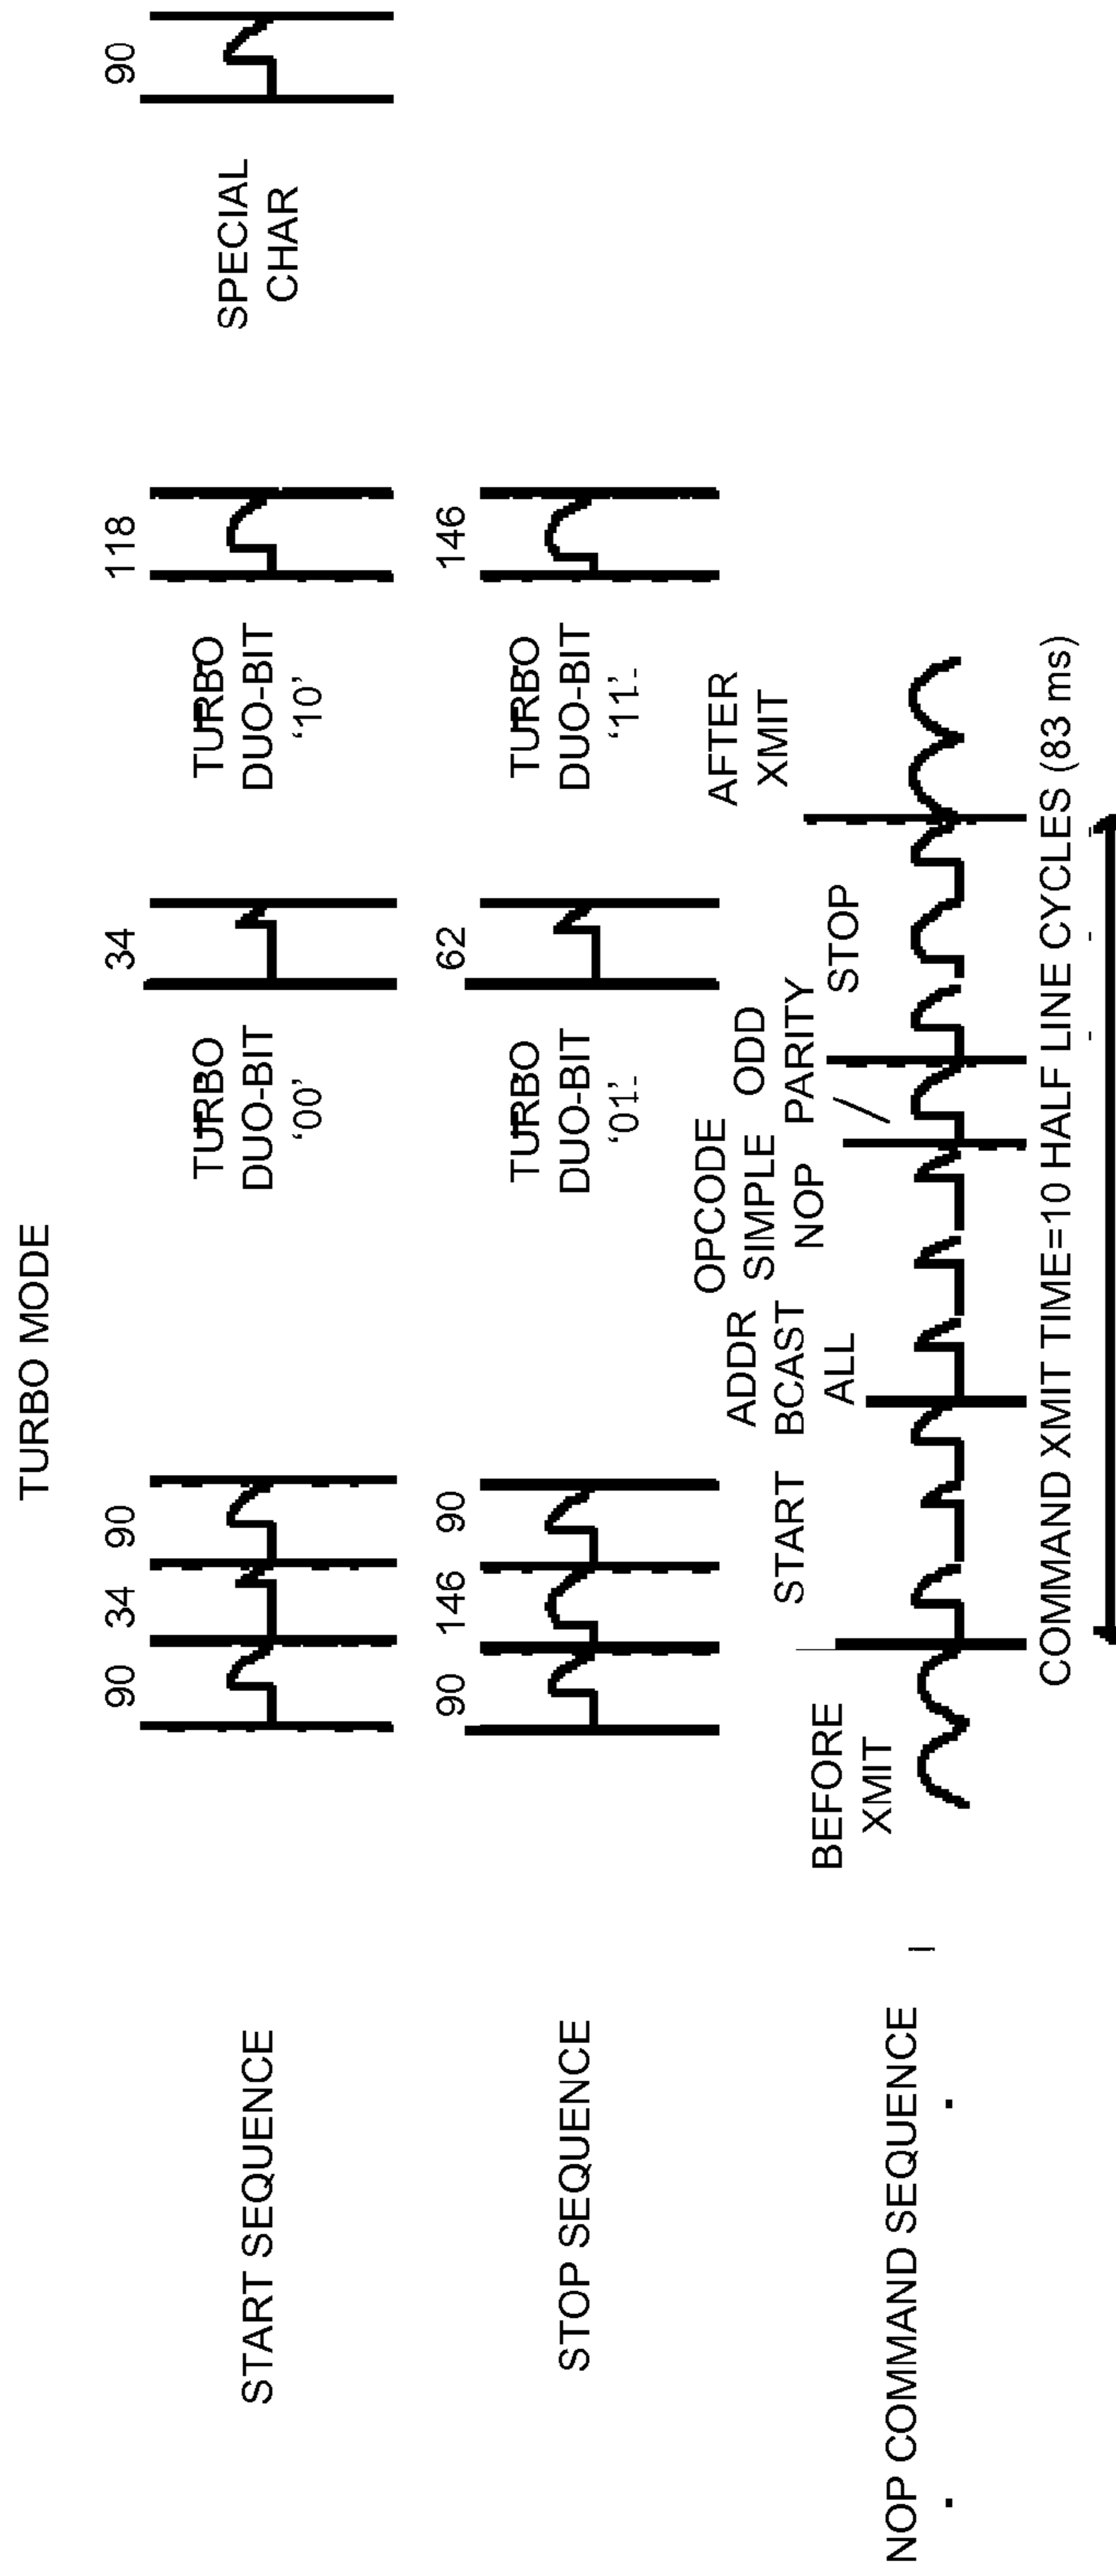 TURBO MODE
START SEQUENCE
90 34 90
TURBO
DUO-BIT
‘00’
34
TURBO
DUO-BIT
‘10’
118
SPECIAL
CHAR
90
STOP SEQUENCE
90 146 90
TURBO
DUO-BIT
‘01’
62
TURBO
DUO-BIT
‘11’
146
NOP COMMAND SEQUENCE
BEFORE
XMIT
START
ADDR
BCAST
ALL
OPCODE
SIMPLE
NOP
ODD
PARITY
STOP
AFTER
XMIT
COMMAND XMIT TIME=10 HALF LINE CYCLES (83 ms)